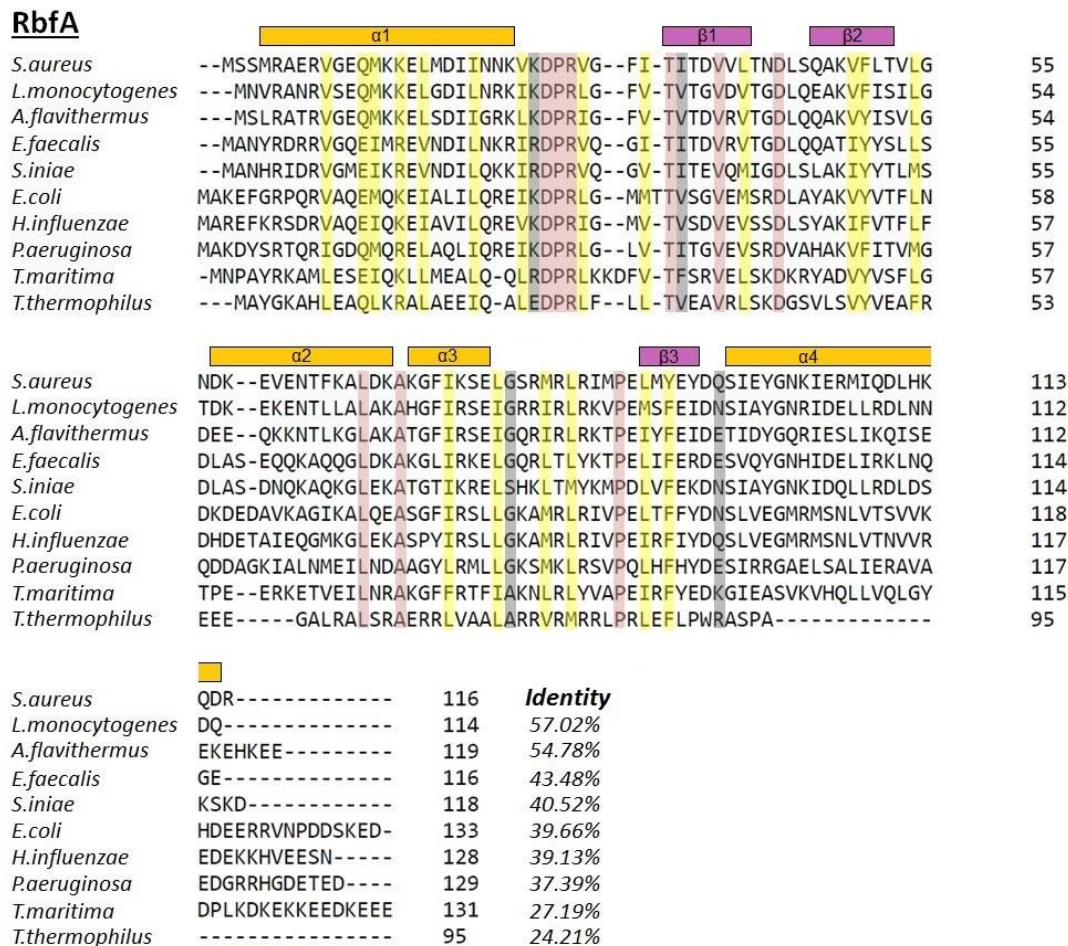 RbfA
α1 β1 β2
S.aureus --MSSMRAERVGEQMKKELMDIINNKVKDPRVG--FI-TITDVVLTNDLSQAKVFLTVLG 55
L.monocytogenes ---MNVRANRVSEQMKKELGDILNRKIKDPRLG--FV-TVTGVDVTGDLQEAKVFISILG 54
A.flavithermus ---MSLRATRVGEQMKKELSDIIGRKLKDPRIG--FV-TVTDVRVTGDLQQAKVYISVLG 54
E.faecalis ---MANYRDRRVGQEIMREVNDILNKRIRDPRVQ--GI-TITDVRVTGDLQQATIYYSLLS 55
S.iniae ---MANHRIDRVGMEIKREVNDILQKKIRDPRVQ--GV-TITEVQMIGDLSLAKIYYTLMS 55
E.coli MAKEFGRPQRVAQEMQKEIALILQREIKDPRLG--MMTTVSGVEMSRDLAYAKVYVTFLN 58
H.influenzae MAREFKRSDRVAQEIQKEIAVILQREVKDPRIG--MV-TVSDVEVSSDLSYAKIFVTFLF 57
P.aeruginosa MAKDYSRTQRIGDQMQRELAQLIQREIKDPRLG--LV-TITGVEVSRDVAHAKVFITVMG 57
T.maritima -MNPAYRKAMLESEIQKLLMEALQ-QLRDPRLKKDFV-TFSRVELSKDKRYADVYVSFLG 57
T.thermophilus ---MAYGKAHLEAQLKRALAEEIQ-ALEDPRLF--LL-TVEAVRLSKDGSVLSVYVEAFR 53
α2 α3 β3 α4
S.aureus NDK--EVENTFKALDKAKGFIKSELGSRMRLRIMPELMYEYDQSIEYGNKIERMIQDLHK 113
L.monocytogenes TDK--EKENTLLALAKAHGFIRSEIGRRIRLRKVPEMSFEIDNSIAYGNRIDELLRDLNN 112
A.flavithermus DEE--QKKNTLKGLAKATGFIRSEIGQRIRLRKTPEIYFEIDETIDYGQRIESLIKQISE 112
E.faecalis DLAS-EQQKAQQGLDKAKGLIRKELGQRLTLYKTPELIFERDESVQYGNHIDELIRKLNQ 114
S.iniae DLAS-DNQKAQKGLEKATGTIKRELSHKLTMYKMPDLVFEKDNSIAYGNKIDQLLRDLDS 114
E.coli DKDEDAVKAGIKALQEASGFIRSLLGKAMRLRIVPELTFFYDNSLVEGMRMSNLVTSVVK 118
H.influenzae DHDETAIEQGMKGLEKASPYIRSLLGKAMRLRIVPEIRFIYDQSLVEGMRMSNLVTNVVR 117
P.aeruginosa QDDAGKIALNMEILNDAAGYLRMLLGKSMKLRSVPQLHFHYDESIRRGAELSALIERAVA 117
T.maritima TPE--ERKETVEILNRAKGFFRTFIAKNLRLYVAPEIRFYEDKGIEASVKVHQLLVQLGY 115
T.thermophilus EEE-----GALRALSRAERRLVAALARRVRMRRLPRLEFLPWRASPA------------- 95
S.aureus QDR------------- 116 Identity
L.monocytogenes DQ-------------- 114 57.02%
A.flavithermus EKEHKEE--------- 119 54.78%
E.faecalis GE-------------- 116 43.48%
S.iniae KSKD------------ 118 40.52%
E.coli HDEERRVNPDDSKED- 133 39.66%
H.influenzae EDEKKHVEESN----- 128 39.13%
P.aeruginosa EDGRRHGDETED---- 129 37.39%
T.maritima DPLKDKEKKEEDKEEE 131 27.19%
T.thermophilus ---------------- 95 24.21%